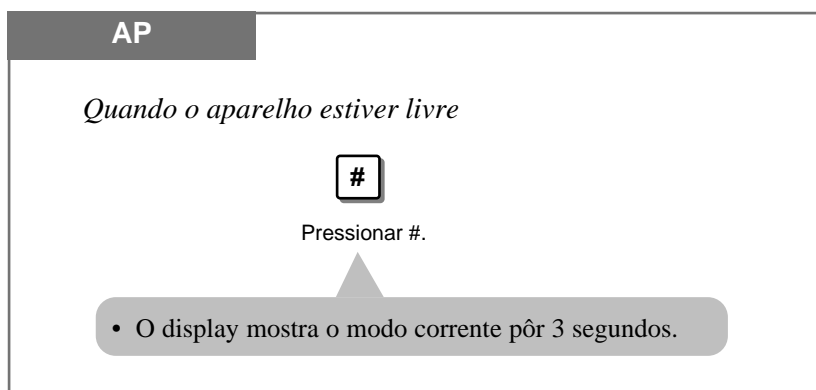 AP
Quando o aparelho estiver livre
#
Pressionar #.
• O display mostra o modo corrente pôr 3 segundos.